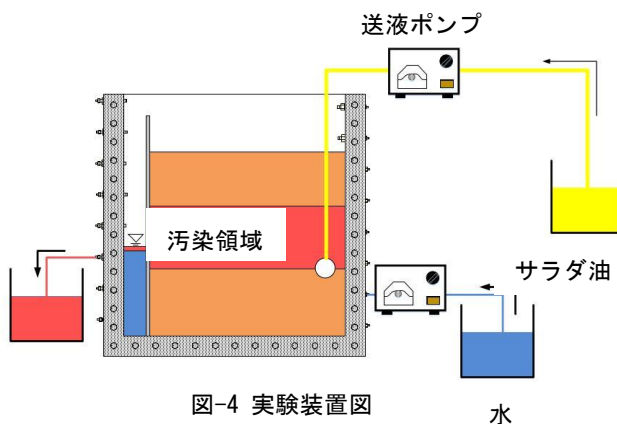 送液ポンプ
汚染領域
サラダ油
図-4 実験装置図
水